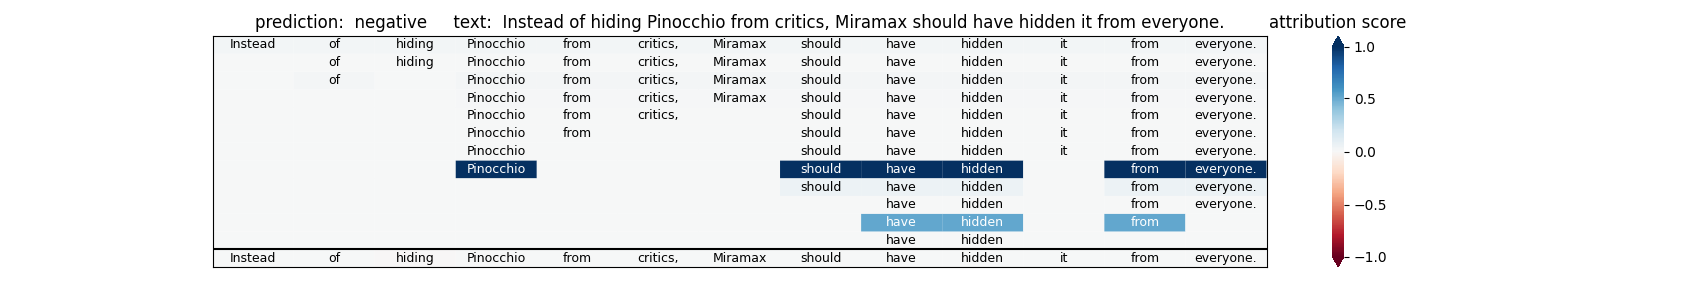 prediction: negative text: Instead of hiding Pinocchio from critics, Miramax should have hidden it from everyone. attribution score
Instead of hiding Pinocchio from critics, Miramax should have hidden it from everyone.
of hiding Pinocchio from critics, Miramax should have hidden it from everyone.
of Pinocchio from critics, Miramax should have hidden it from everyone.
Pinocchio from critics, Miramax should have hidden it from everyone.
Pinocchio from critics, should have hidden it from everyone.
Pinocchio from should have hidden it from everyone.
Pinocchio should have hidden it from everyone.
Pinocchio should have hidden from everyone.
should have hidden from everyone.
have hidden from everyone.
have hidden from
have hidden
Instead of hiding Pinocchio from critics, Miramax should have hidden it from everyone.
1.0
0.5
0.0
−0.5
−1.0